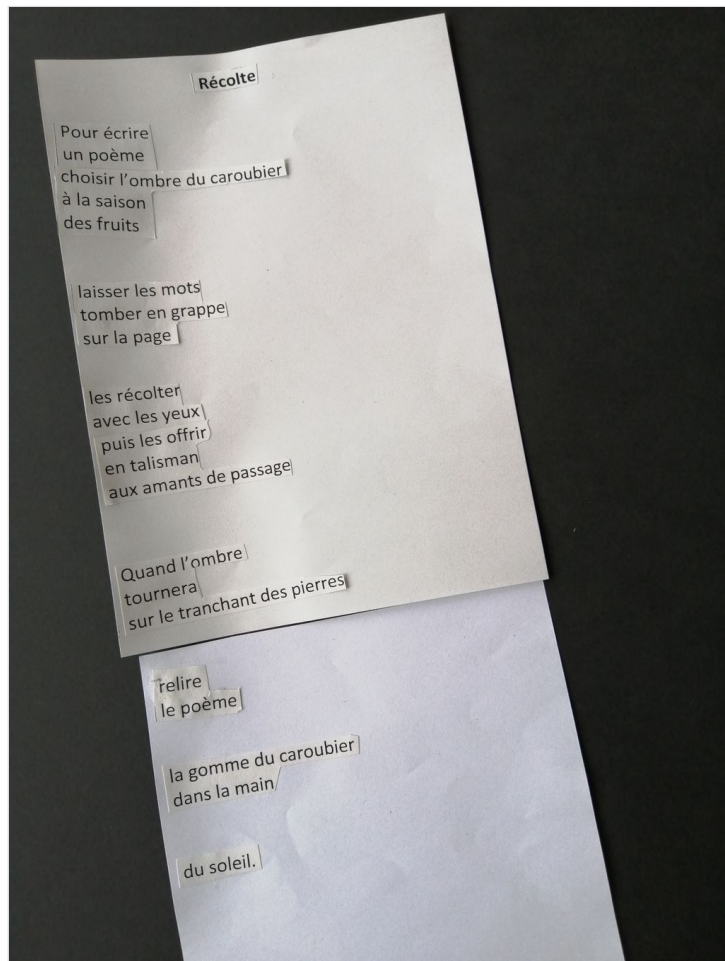 Récolte
Pour écrire
un poème
choisir l'ombre du caroubier
à la saison
des fruits
laisser les mots
tomber en grappe
sur la page
les récolter
avec les yeux
puis les offrir
en talisman
aux amants de passage
Quand l'ombre
tournera
sur le tranchant des pierres
relire
le poème
la gomme du caroubier
dans la main
du soleil.